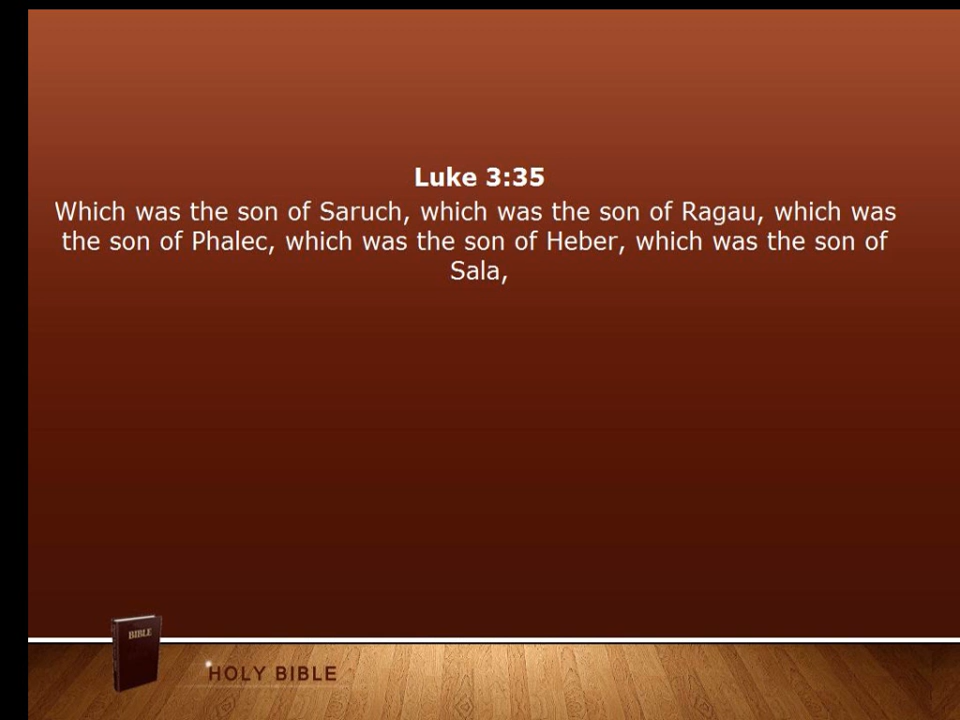 Luke 3:35
Which was the son of Saruch, which was the son of Ragau, which was
the son of Phalec, which was the son of Heber, which was the son of
Sala,
BIBLE
HOLY BIBLE